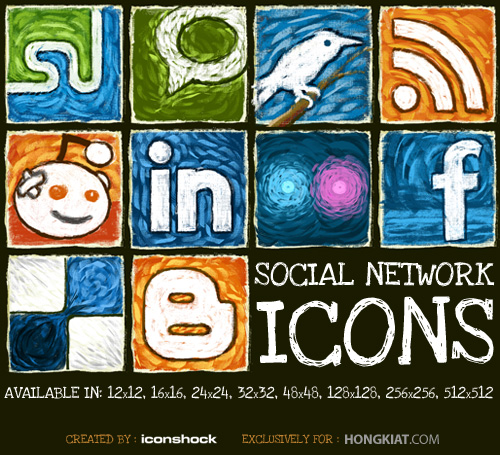 in
f
SOCIAL NETWORK
ICONS
AVAILABLE IN: 12x12, 16x16, 24x24, 32x32, 48x48, 128x128, 256x256, 512x512
CREATED BY : iconshock EXCLUSIVELY FOR : HONGKIAT.COM